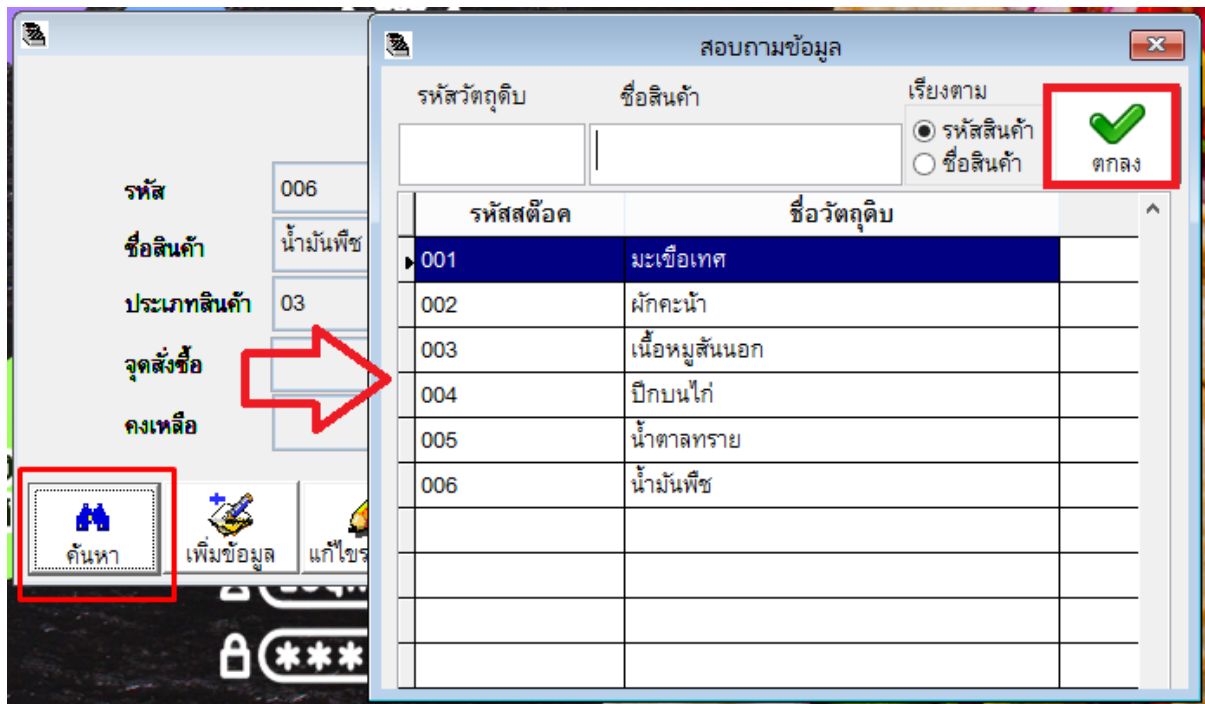 รหัส
006
ชื่อสินค้า
น้ำมันพืช
ประเภทสินค้า
03
จุดสั่งซื้อ
คงเหลือ
ค้นหา
เพิ่มข้อมูล
สอบถามข้อมูล
รหัสวัตถุดิบ
ชื่อสินค้า
เรียงตาม
รหัสสินค้า
ชื่อสินค้า
ตกลง
รหัสสต๊อค ชื่อวัตถุดิบ
001 มะเขือเทศ
002 ผักคะน้า
003 เนื้อหมูสันนอก
004 ปีกบนไก่
005 น้ำตาลทราย
006 น้ำมันพืช
***